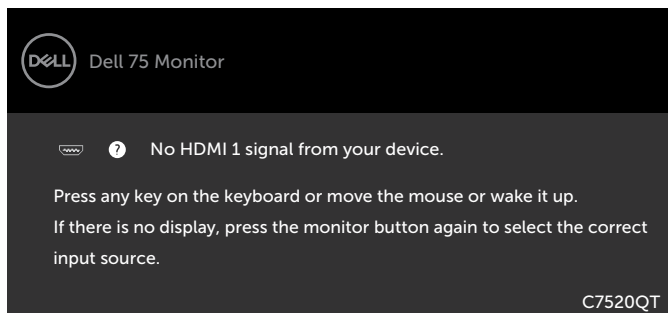 DELL Dell 75 Monitor
? No HDMI 1 signal from your device.
Press any key on the keyboard or move the mouse or wake it up.
If there is no display, press the monitor button again to select the correct
input source.
C7520QT